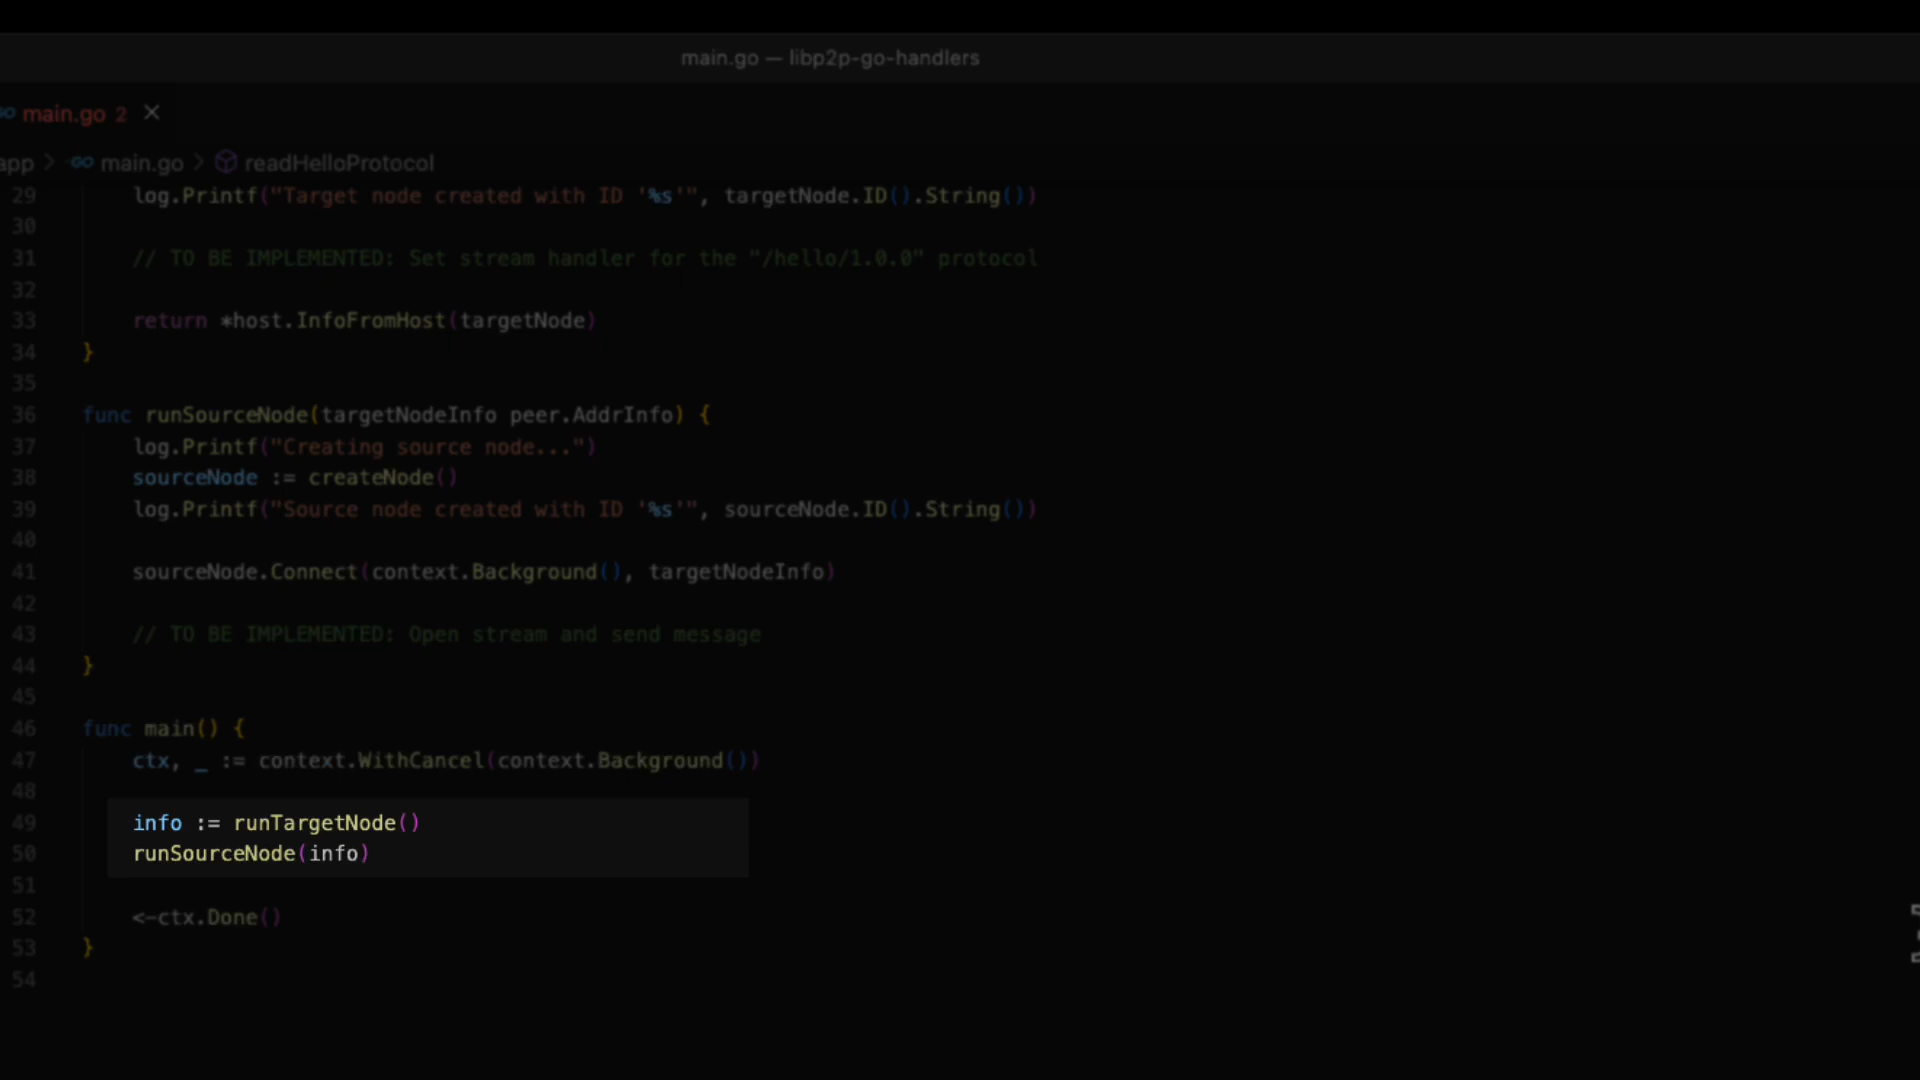 main.go — libp2p-go-handlers
GO main.go 2 ×
app > GO main.go > readHelloProtocol
29 log.Printf("Target node created with ID '%s'", targetNode.ID().String())
30
31 // TO BE IMPLEMENTED: Set stream handler for the "/hello/1.0.0" protocol
32
33 return *host.InfoFromHost(targetNode)
34 }
35
36 func runSourceNode(targetNodeInfo peer.AddrInfo) {
37 log.Printf("Creating source node...")
38 sourceNode := createNode()
39 log.Printf("Source node created with ID '%s'", sourceNode.ID().String())
40
41 sourceNode.Connect(context.Background(), targetNodeInfo)
42
43 // TO BE IMPLEMENTED: Open stream and send message
44 }
45
46 func main() {
47 ctx, _ := context.WithCancel(context.Background())
48
49 info := runTargetNode()
50 runSourceNode(info)
51
52 <-ctx.Done()
53 }
54